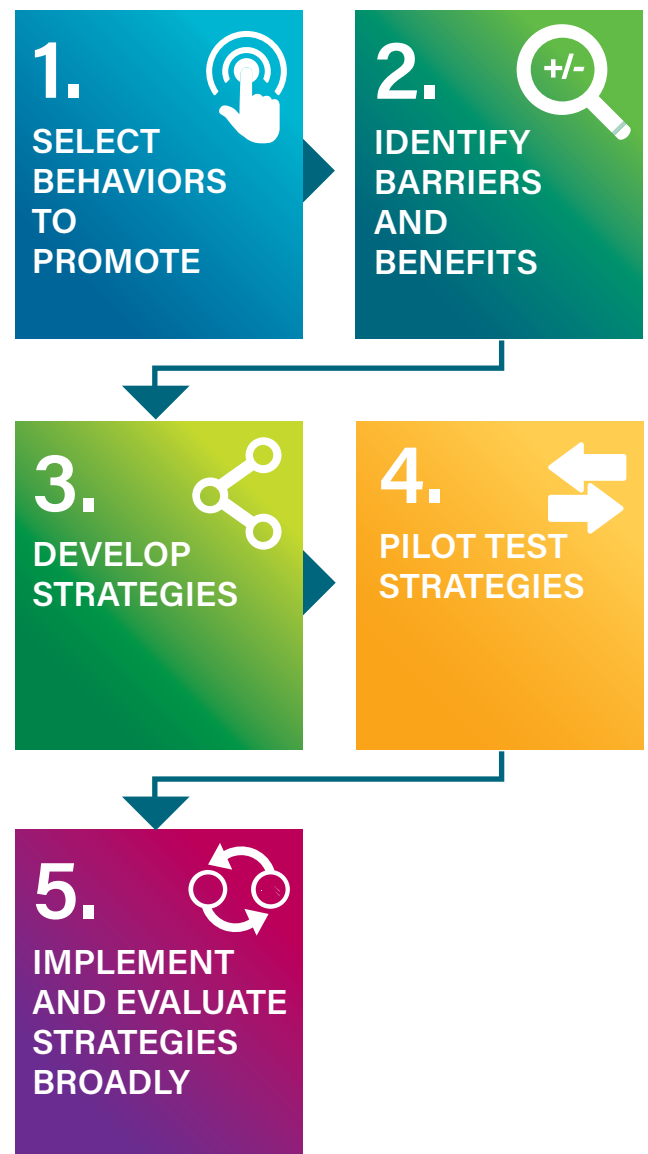 1.
SELECT
BEHAVIORS
TO
PROMOTE
2.
+/-
IDENTIFY
BARRIERS
AND
BENEFITS
3.
DEVELOP
STRATEGIES
4.
PILOT TEST
STRATEGIES
5.
IMPLEMENT
AND EVALUATE
STRATEGIES
BROADLY